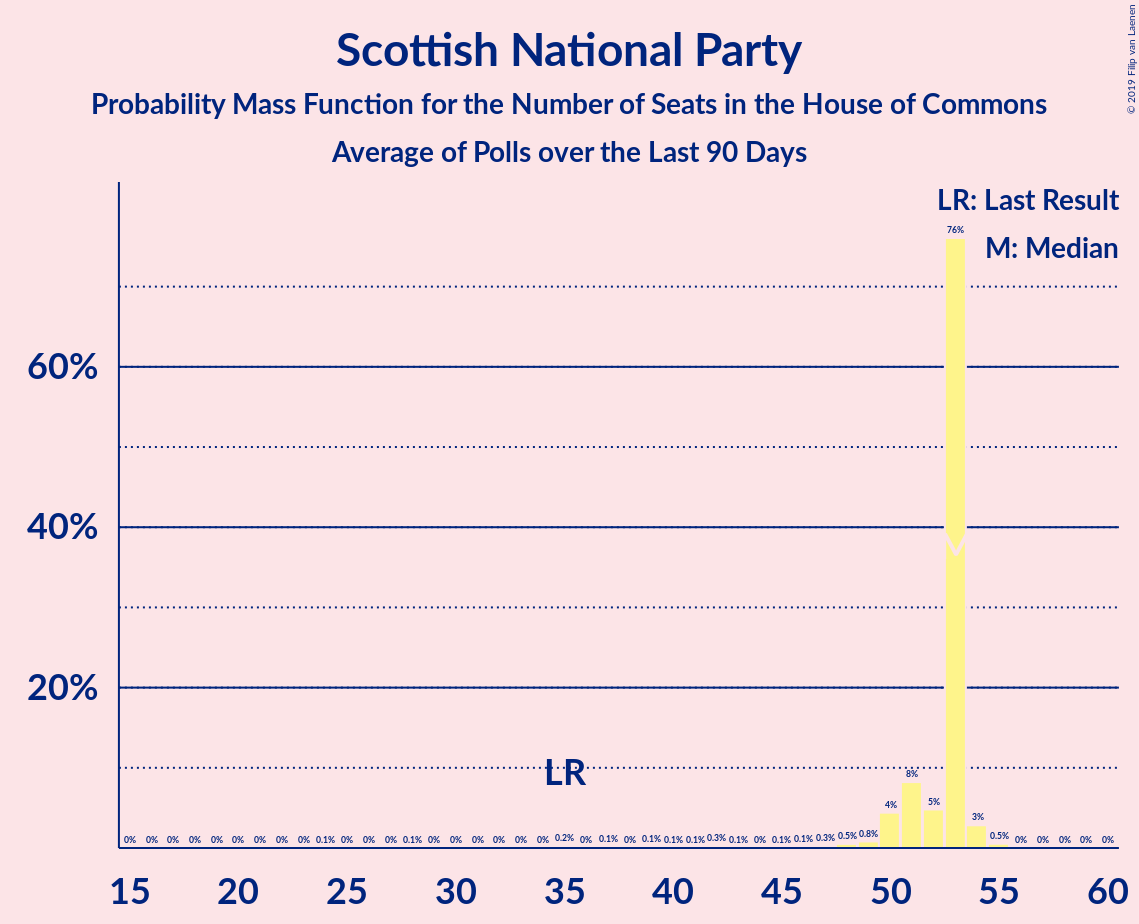 Scottish National Party
Probability Mass Function for the Number of Seats in the House of Commons
Average of Polls over the Last 90 Days
© 2019 Filip van Laenen
LR: Last Result
M: Median
76%
60%
40%
20%
LR
0% 0% 0% 0% 0% 0% 0% 0% 0% 0.1% 0% 0% 0% 0.1% 0% 0% 0% 0% 0% 0% 0.2% 0% 0.1% 0% 0.1% 0.1% 0.1% 0.3% 0.1% 0% 0.1% 0.1% 0.3% 0.5% 0.8% 4% 8% 5% 3% 0.5% 0% 0% 0% 0% 0%
15 20 25 30 35 40 45 50 55 60